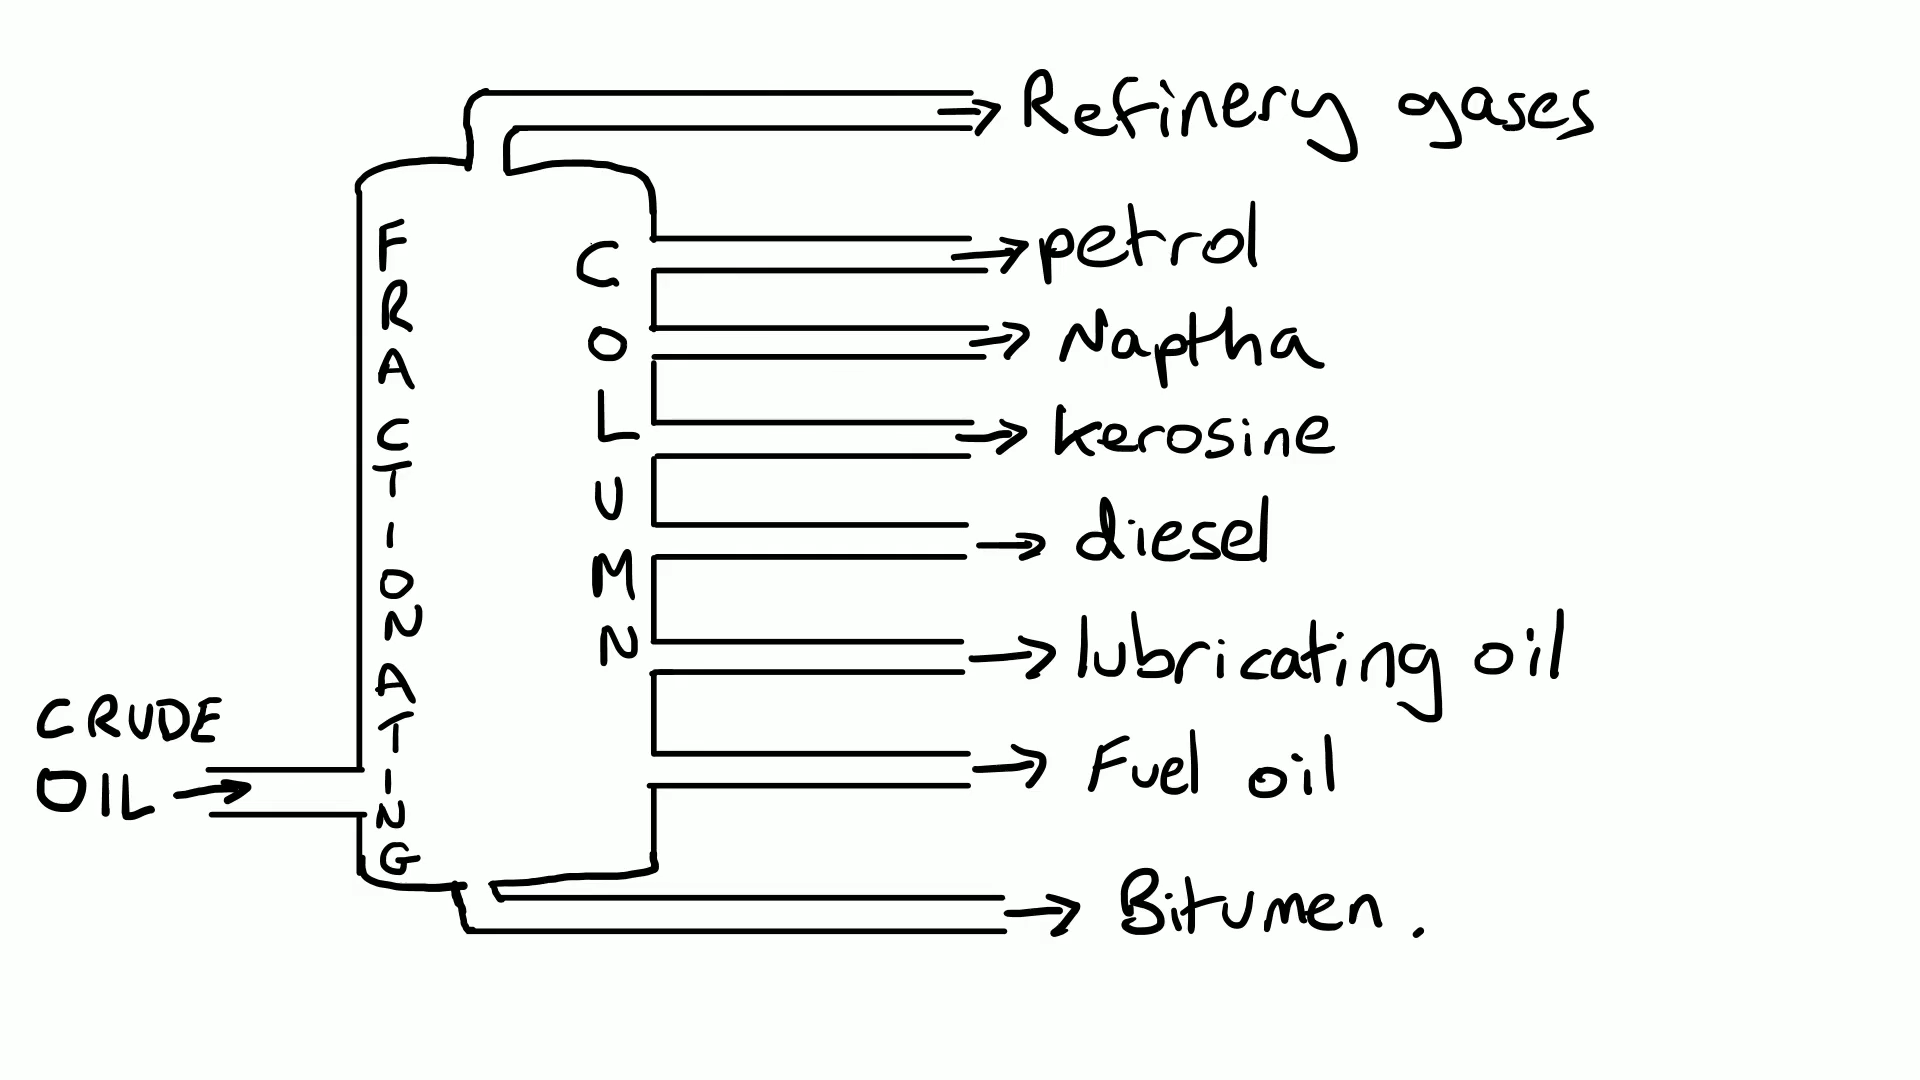 Refinery gases
petrol
Naptha
kerosine
diesel
lubricating oil
Fuel oil
Bitumen.
FRACTIONATING
COLUMN
CRUDE
OIL